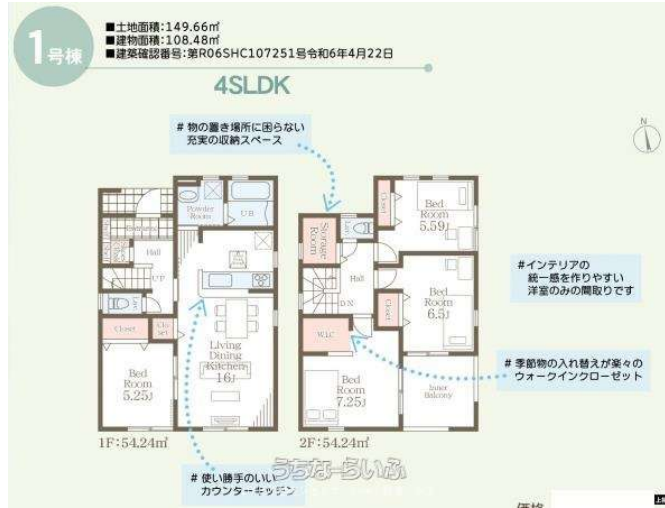 1号棟
■土地面積:149.66㎡
■建物面積:108.48㎡
■建築確認番号:第R06SHC107251号令和6年4月22日
4SLDK
# 物の置き場所に困らない
充実の収納スペース
N
Powder
Room
U.B
Entrance
Hall
UP
Lav
Closet
Clo
set
Bed
Room
5.25J
Living
Dining
Kitchen
16J
1F:54.24㎡
# 使い勝手のいい
カウンターキッチン
Storage
Room
Lav
Closet
Bed
Room
5.59J
Hall
DN
Closet
Bed
Room
6.5J
W.I.C
Bed
Room
7.25J
Inner
Balcony
2F:54.24㎡
#インテリアの
統一感を作りやすい
洋室のみの間取りです
# 季節物の入れ替えが楽々の
ウォークインクローゼット
うちなーらいふ
価格